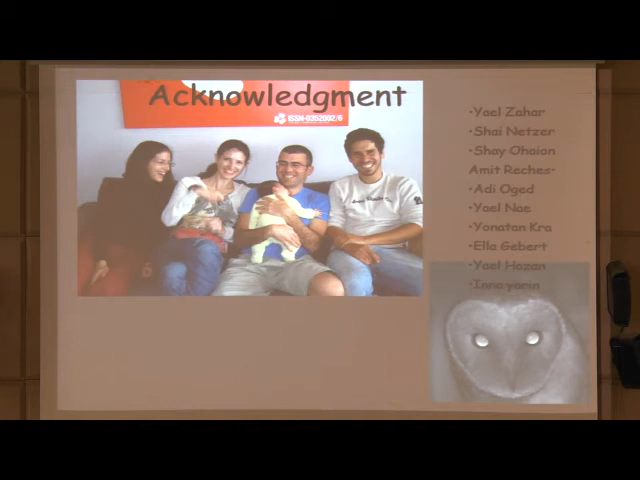 Acknowledgment
ISSN-0352002/6
•Yael Zahar
•Shai Netzer
•Shay Ohaion
Amit Reches•
•Adi Oged
•Yael Nae
•Yonatan Kra
•Ella Gebert
•Yael Hazan
•Inna yarin